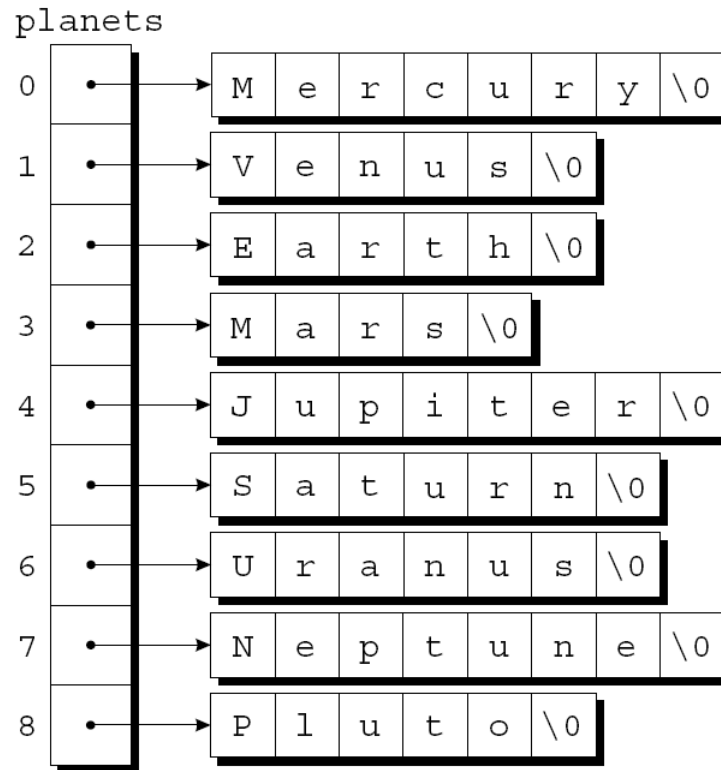 planets
0 M e r c u r y \0
1 V e n u s \0
2 E a r t h \0
3 M a r s \0
4 J u p i t e r \0
5 S a t u r n \0
6 U r a n u s \0
7 N e p t u n e \0
8 P l u t o \0